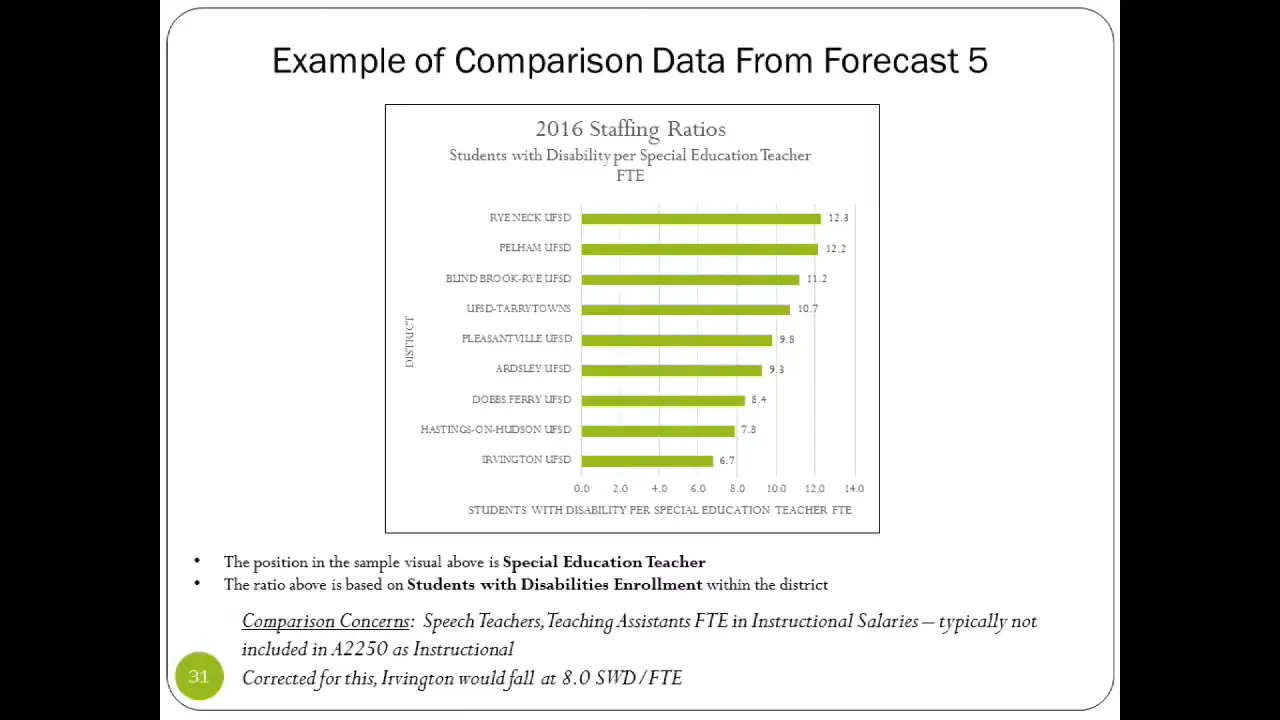 Example of Comparison Data From Forecast 5
2016 Staffing Ratios
Students with Disability per Special Education Teacher
FTE
RYE NECK UFSD 12.3
PELHAM UFSD 12.2
BLIND BROOK-RYE UFSD 11.2
UFSD-TARRYTOWNS 10.7
PLEASANTVILLE UFSD 9.8
ARDSLEY UFSD 9.3
DOBBS FERRY UFSD 8.4
HASTINGS-ON-HUDSON UFSD 7.8
IRVINGTON UFSD 6.7
DISTRICT
0.0 2.0 4.0 6.0 8.0 10.0 12.0 14.0
STUDENTS WITH DISABILITY PER SPECIAL EDUCATION TEACHER FTE
• The position in the sample visual above is Special Education Teacher
• The ratio above is based on Students with Disabilities Enrollment within the district
Comparison Concerns: Speech Teachers, Teaching Assistants FTE in Instructional Salaries – typically not
included in A2250 as Instructional
Corrected for this, Irvington would fall at 8.0 SWD/FTE
31